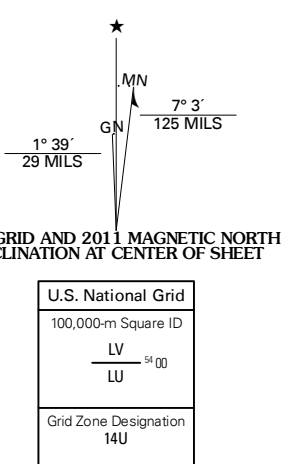 ★
MN
7° 3´
125 MILS
GN
1° 39´
29 MILS
GRID AND 2011 MAGNETIC NORTH
CLINATION AT CENTER OF SHEET
U.S. National Grid
100,000-m Square ID
LV
54 00
LU
Grid Zone Designation
14U